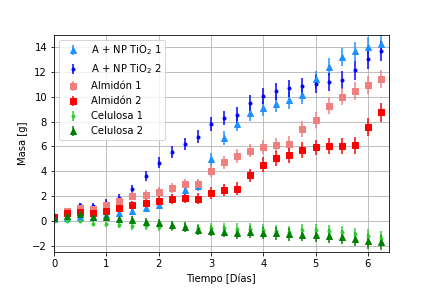 14
12
10
8
6
4
2
0
−2
Masa [g]
A + NP TiO₂ 1
A + NP TiO₂ 2
Almidón 1
Almidón 2
Celulosa 1
Celulosa 2
0 1 2 3 4 5 6
Tiempo [Días]